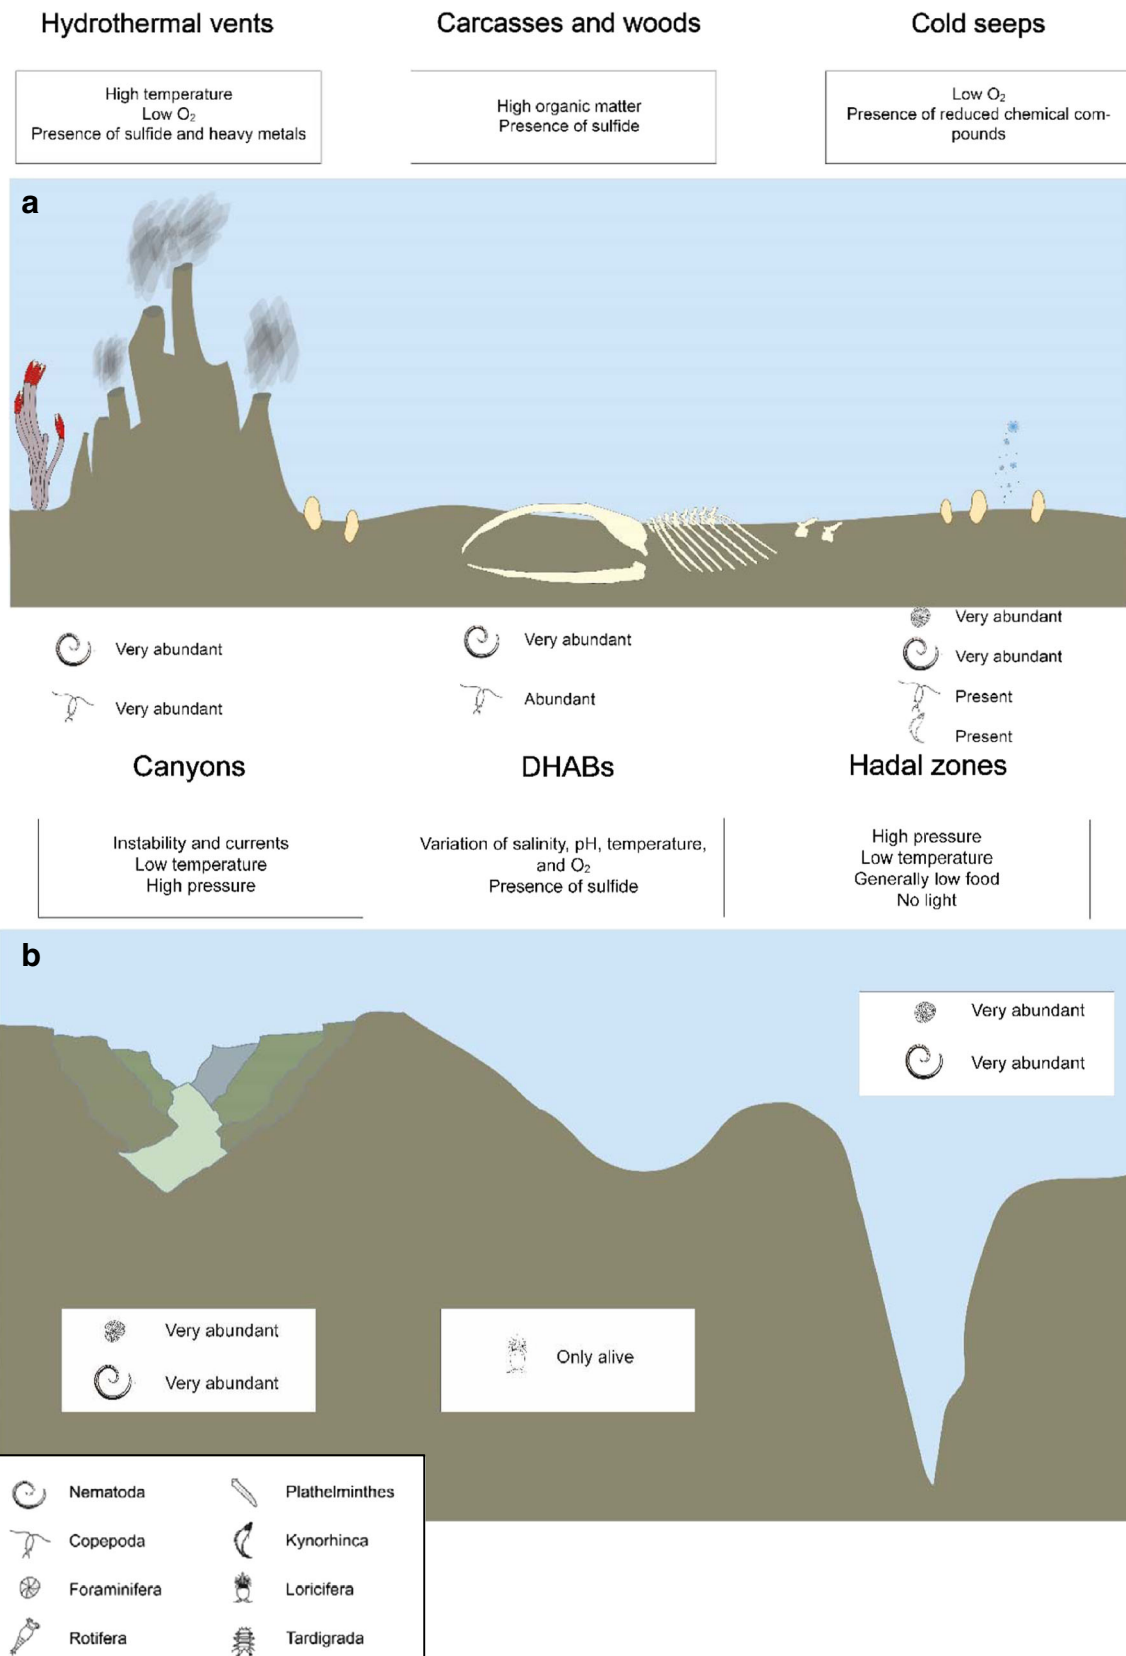 Hydrothermal vents
Carcasses and woods
Cold seeps
High temperature
Low O₂
Presence of sulfide and heavy metals
High organic matter
Presence of sulfide
Low O₂
Presence of reduced chemical com-
pounds
a
Very abundant
Very abundant
Very abundant
Abundant
Very abundant
Very abundant
Present
Present
Canyons
DHABs
Hadal zones
Instability and currents
Low temperature
High pressure
Variation of salinity, pH, temperature,
and O₂
Presence of sulfide
High pressure
Low temperature
Generally low food
No light
b
Very abundant
Very abundant
Very abundant
Very abundant
Only alive
Nematoda
Plathelminthes
Copepoda
Kynorhinca
Foraminifera
Loricifera
Rotifera
Tardigrada